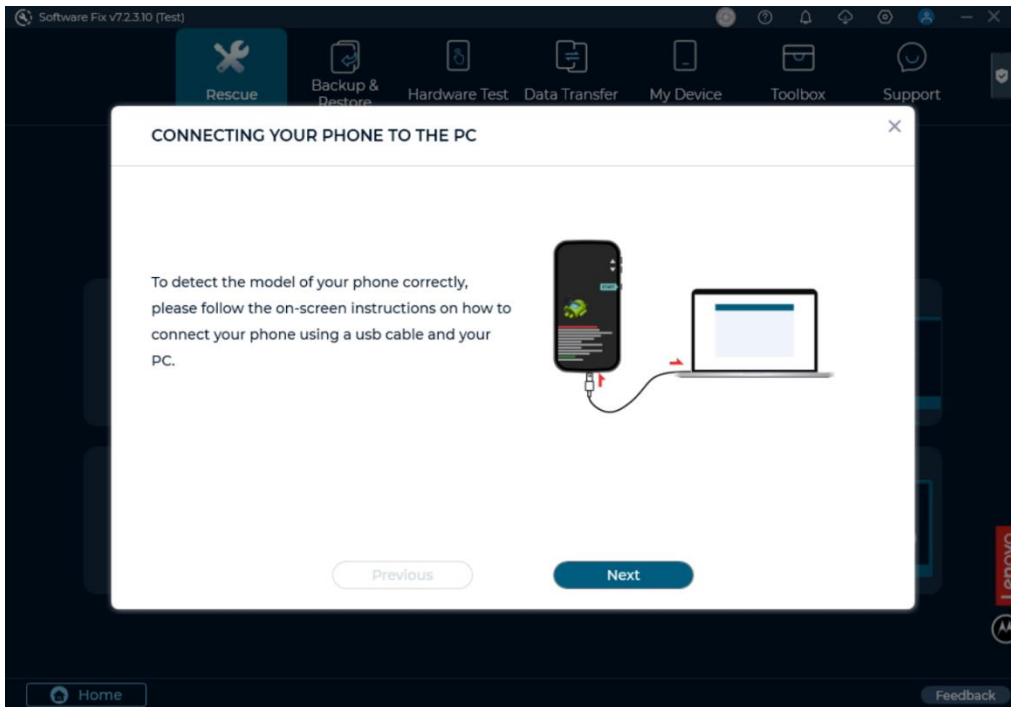 Software Fix v7.2.3.10 (Test)
Rescue
Backup &
Restore
Hardware Test
Data Transfer
My Device
Toolbox
Support
CONNECTING YOUR PHONE TO THE PC
To detect the model of your phone correctly,
please follow the on-screen instructions on how to
connect your phone using a usb cable and your
PC.
START
Previous
Next
Lenovo
Home
Feedback